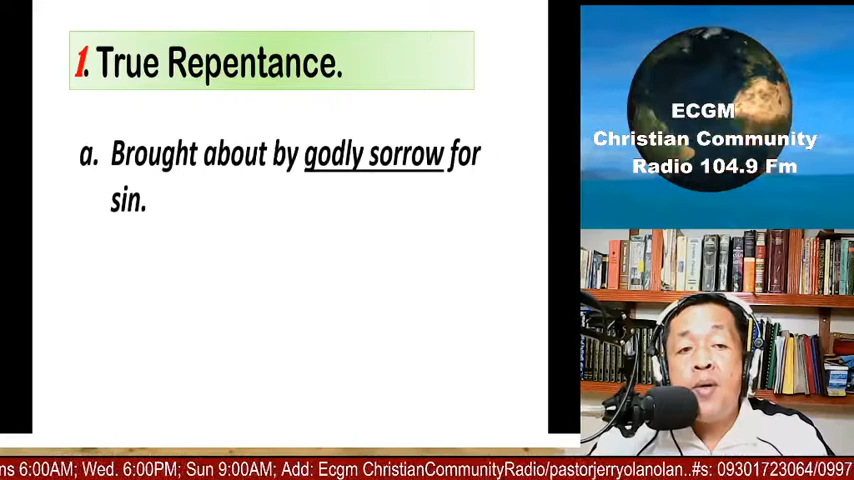 1. True Repentance.
a. Brought about by godly sorrow for
sin.
ECGM
Christian Community
Radio 104.9 Fm
ns 6:00AM; Wed. 6:00PM; Sun 9:00AM; Add: Ecgm ChristianCommunityRadio/pastorjerryolanolan..#s: 09301723064/0997